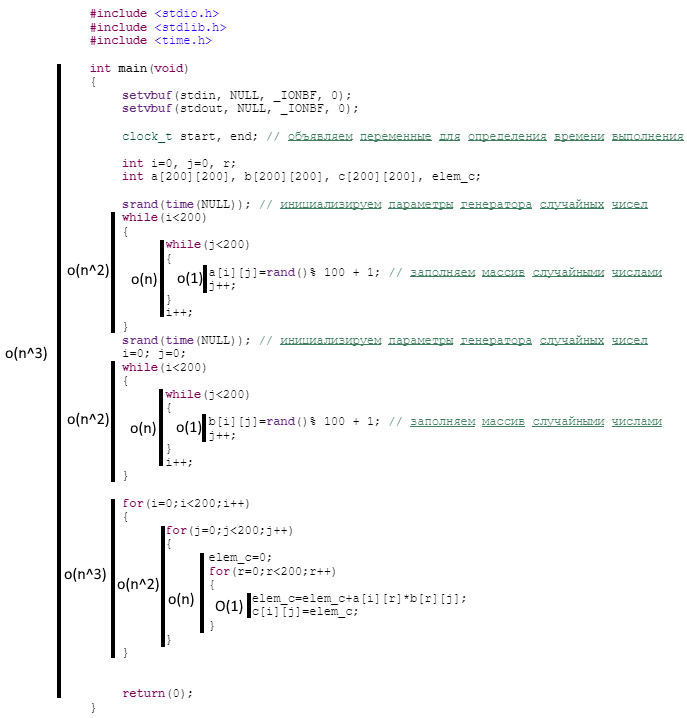 #include <stdio.h>
#include <stdlib.h>
#include <time.h>
int main(void)
{
setvbuf(stdin, NULL, _IONBF, 0);
setvbuf(stdout, NULL, _IONBF, 0);
clock_t start, end; // объявляем переменные для определения времени выполнения
int i=0, j=0, r;
int a[200][200], b[200][200], c[200][200], elem_c;
srand(time(NULL)); // инициализируем параметры генератора случайных чисел
while(i<200)
{
while(j<200)
{
o(n^2) o(n) o(1) a[i][j]=rand()% 100 + 1; // заполняем массив случайными числами
j++;
}
i++;
}
srand(time(NULL)); // инициализируем параметры генератора случайных чисел
o(n^3) i=0; j=0;
while(i<200)
{
while(j<200)
{
o(n^2) o(n) o(1) b[i][j]=rand()% 100 + 1; // заполняем массив случайными числами
j++;
}
i++;
}
for(i=0;i<200;i++)
{
for(j=0;j<200;j++)
{
elem_c=0;
o(n^3) for(r=0;r<200;r++)
o(n^2) {
o(n) O(1) elem_c=elem_c+a[i][r]*b[r][j];
c[i][j]=elem_c;
}
}
}
return(0);
}